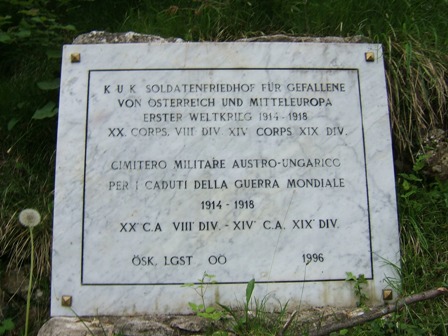 K U K SOLDATENFRIEDHOF FÜR GEFALLENE
VON ÖSTERREICH UND MITTELEUROPA
ERSTER WELTKRIEG 1914-1918
XX. CORPS. VIII DIV XIV CORPS XIX DIV.
CIMITERO MILITARE AUSTRO-UNGARICO
PER I CADUTI DELLA GUERRA MONDIALE
1914 - 1918
XX° C.A VIII° DIV. - XIV° C.A. XIX° DIV.
ÖSK. LGST OÖ 1996